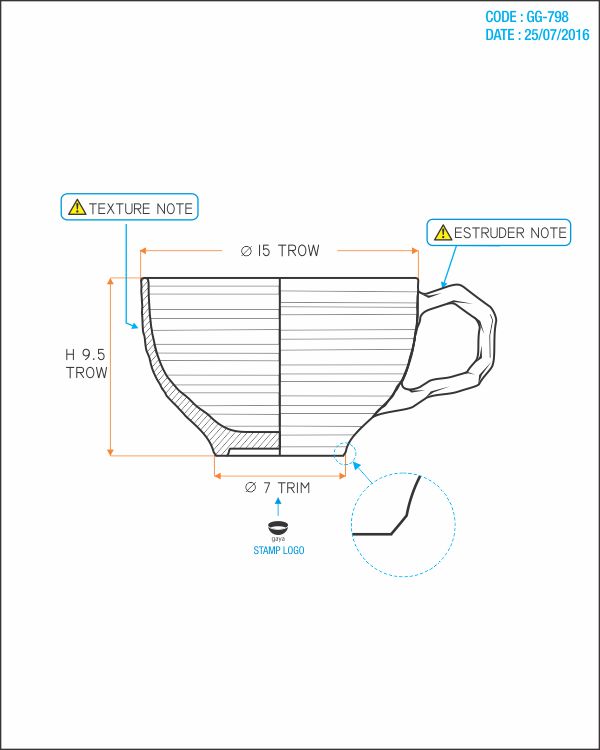 CODE : GG-798
DATE : 25/07/2016
TEXTURE NOTE
ESTRUDER NOTE
Ø 15 TROW
H 9.5
TROW
Ø 7 TRIM
gaya
STAMP LOGO